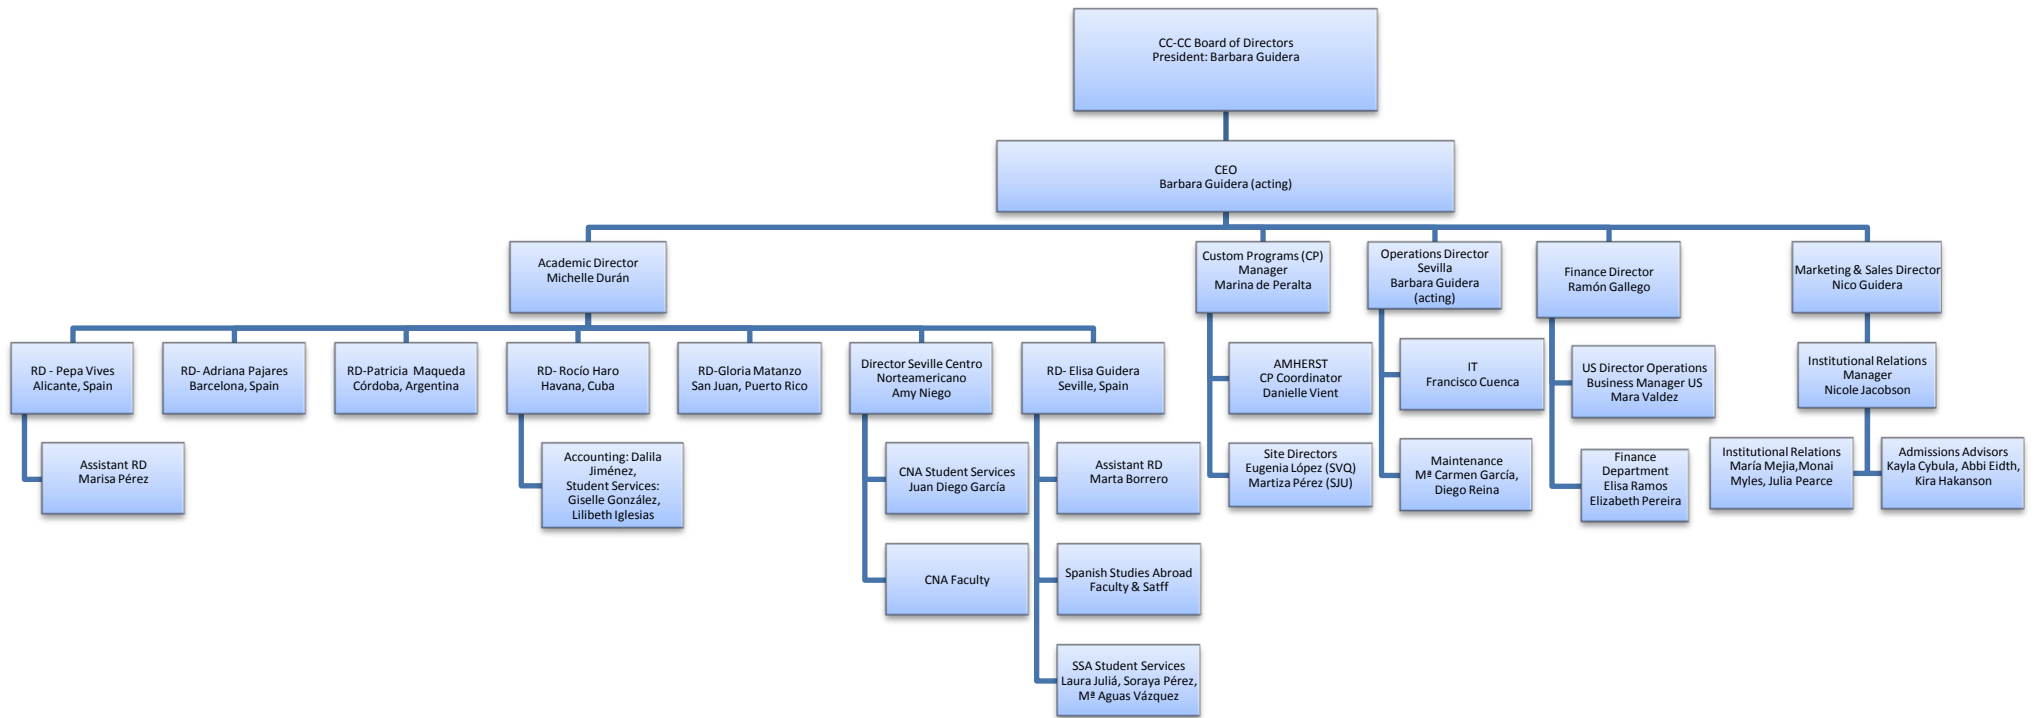 CC-CC Board of Directors
President: Barbara Guidera
CEO
Barbara Guidera (acting)
Academic Director
Michelle Durán
Custom Programs (CP)
Manager
Marina de Peralta
Operations Director
Sevilla
Barbara Guidera
(acting)
Finance Director
Ramón Gallego
Marketing & Sales Director
Nico Guidera
RD - Pepa Vives
Alicante, Spain
RD- Adriana Pajares
Barcelona, Spain
RD-Patricia Maqueda
Córdoba, Argentina
RD- Rocío Haro
Havana, Cuba
RD-Gloria Matanzo
San Juan, Puerto Rico
Director Seville Centro
Norteamericano
Amy Niego
RD- Elisa Guidera
Seville, Spain
AMHERST
CP Coordinator
Danielle Vient
IT
Francisco Cuenca
US Director Operations
Business Manager US
Mara Valdez
Institutional Relations
Manager
Nicole Jacobson
Assistant RD
Marisa Pérez
Accounting: Dalila
Jiménez,
Student Services:
Giselle González,
Lilibeth Iglesias
CNA Student Services
Juan Diego García
Assistant RD
Marta Borrero
Site Directors
Eugenia López (SVQ)
Martiza Pérez (SJU)
Maintenance
Mª Carmen García,
Diego Reina
Finance
Department
Elisa Ramos
Elizabeth Pereira
Institutional Relations
María Mejia,Monai
Myles, Julia Pearce
Admissions Advisors
Kayla Cybula, Abbi Eidth,
Kira Hakanson
CNA Faculty
Spanish Studies Abroad
Faculty & Satff
SSA Student Services
Laura Juliá, Soraya Pérez,
Mª Aguas Vázquez